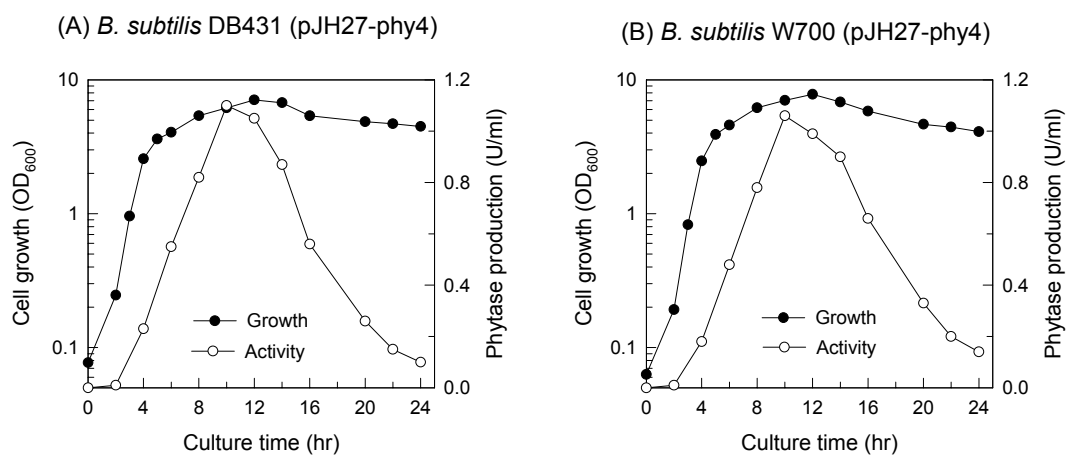 (A) B. subtilis DB431 (pJH27-phy4)
Cell growth (OD600)
10
1
0.1
1.2
0.8
0.4
0.0
Phytase production (U/ml)
Growth
Activity
0 4 8 12 16 20 24
Culture time (hr)
(B) B. subtilis W700 (pJH27-phy4)
Cell growth (OD600)
10
1
0.1
1.2
0.8
0.4
0.0
Phytase production (U/ml)
Growth
Activity
0 4 8 12 16 20 24
Culture time (hr)